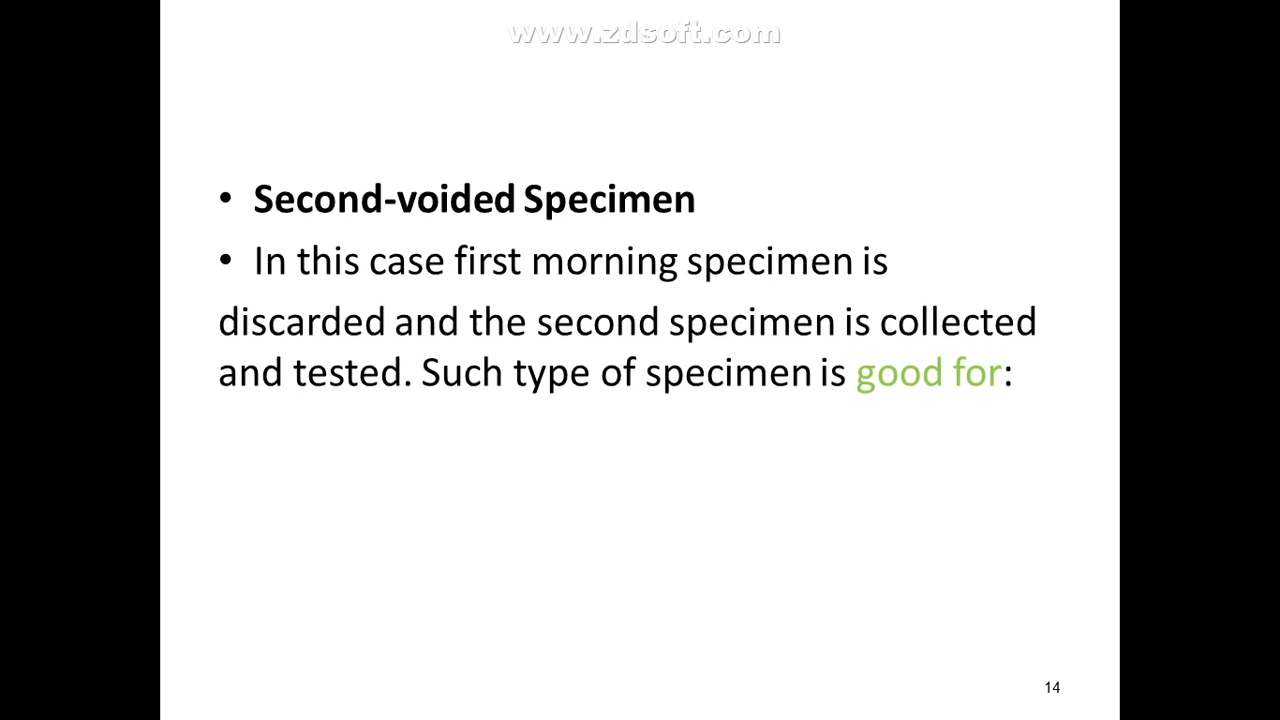 www.zdsoft.com
• Second-voided Specimen
• In this case first morning specimen is
discarded and the second specimen is collected
and tested. Such type of specimen is good for:
14